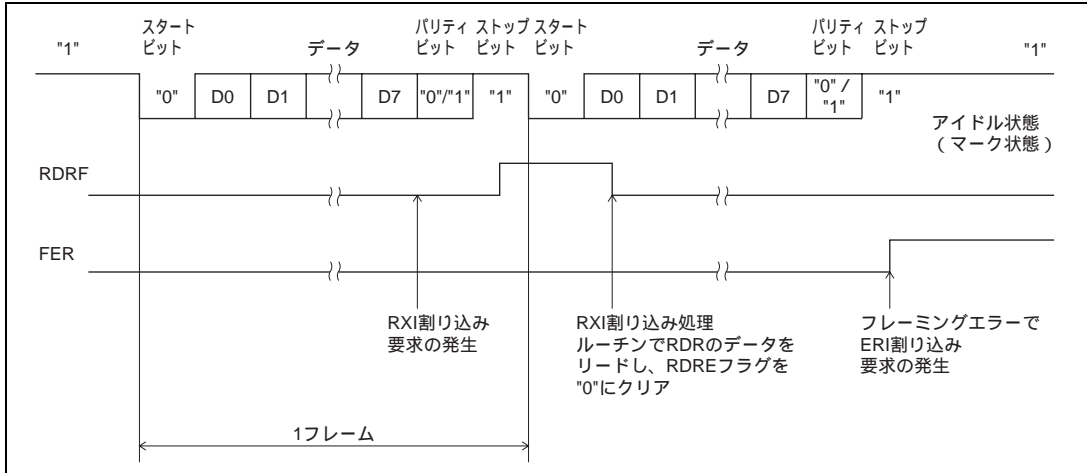 スタート
ビット
パリティ
ビット
ストップ
ビット
スタート
ビット
パリティ
ビット
ストップ
ビット
"1"
データ
データ
"1"
"0" D0 D1 D7 "0"/"1" "1" "0" D0 D1 D7 "0" / "1" "1"
アイドル状態
(マーク状態)
RDRF
FER
RXI割り込み
要求の発生
RXI割り込み処理
ルーチンでRDRのデータを
リードし、RDREフラグを
"0"にクリア
フレーミングエラーで
ERI割り込み
要求の発生
1フレーム